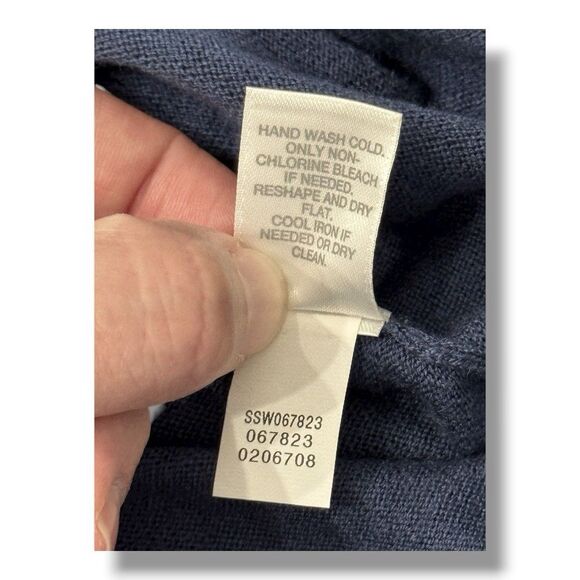 HAND WASH COLD.
ONLY NON-
CHLORINE BLEACH
IF NEEDED.
RESHAPE AND DRY
FLAT.
COOL IRON IF
NEEDED OR DRY
CLEAN.
SSW067823
067823
0206708